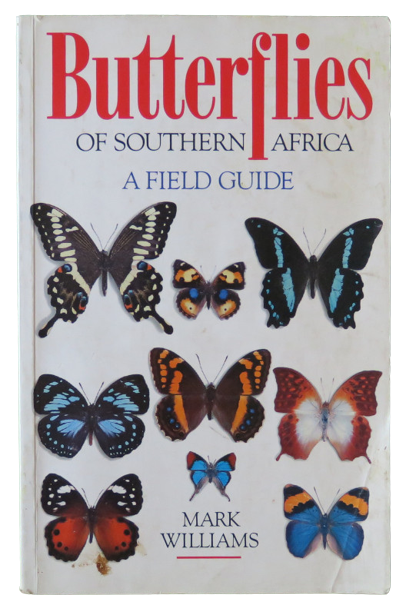 Butterflies
OF SOUTHERN AFRICA
A FIELD GUIDE
MARK
WILLIAMS